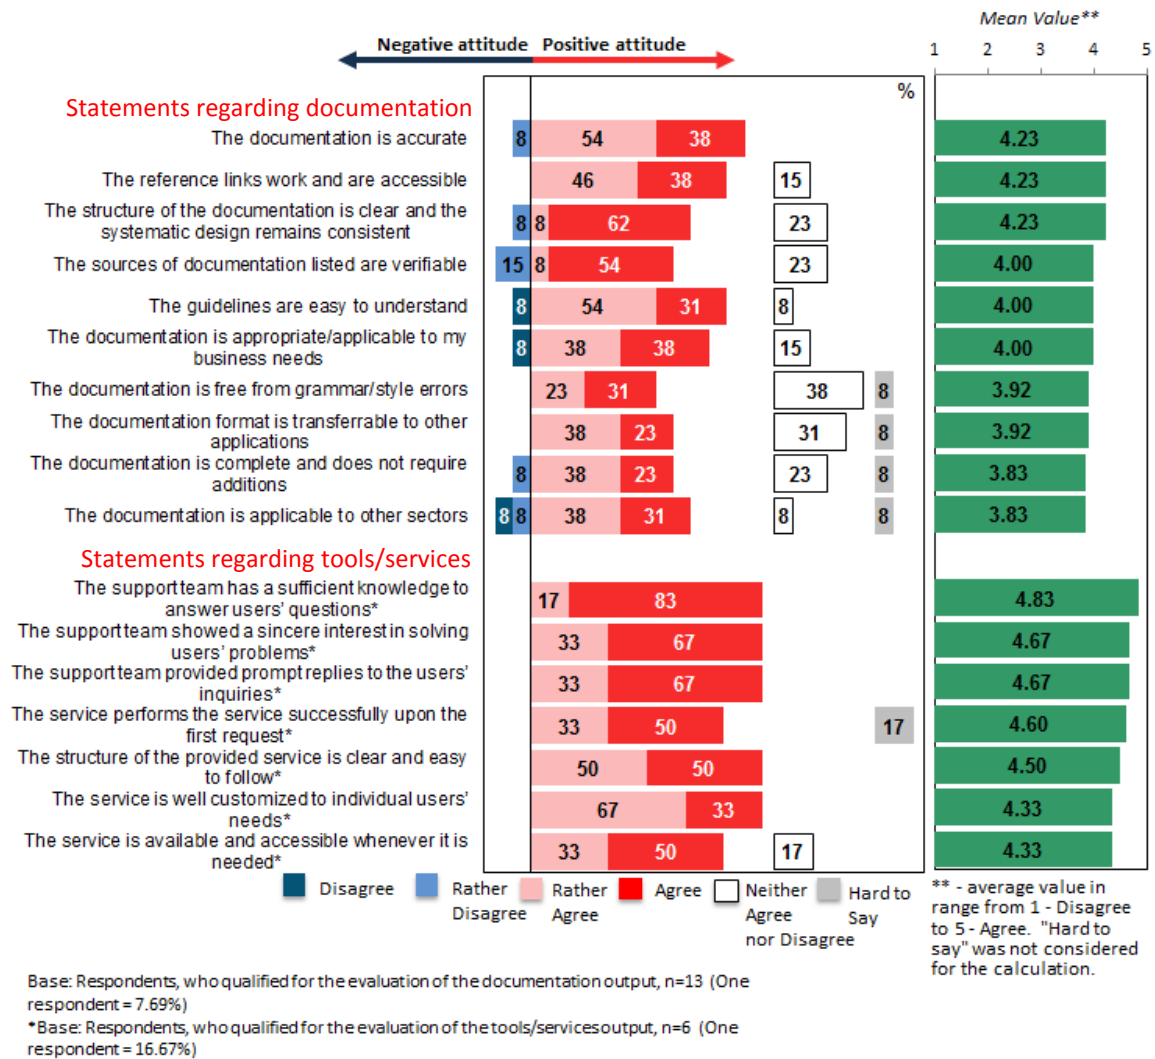 Mean Value**
Negative attitude Positive attitude
1 2 3 4 5
%
Statements regarding documentation
The documentation is accurate 8 54 38 4.23
The reference links work and are accessible 46 38 15 4.23
The structure of the documentation is clear and the
systematic design remains consistent 8 8 62 23 4.23
The sources of documentation listed are verifiable 15 8 54 23 4.00
The guidelines are easy to understand 8 54 31 8 4.00
The documentation is appropriate/applicable to my
business needs 8 38 38 15 4.00
The documentation is free from grammar/style errors 23 31 38 8 3.92
The documentation format is transferrable to other
applications 38 23 31 8 3.92
The documentation is complete and does not require
additions 8 38 23 23 8 3.83
The documentation is applicable to other sectors 8 8 38 31 8 8 3.83
Statements regarding tools/services
The support team has a sufficient knowledge to
answer users' questions* 17 83 4.83
The support team showed a sincere interest in solving
users' problems* 33 67 4.67
The support team provided prompt replies to the users'
inquiries* 33 67 4.67
The service performs the service successfully upon the
first request* 33 50 17 4.60
The structure of the provided service is clear and easy
to follow* 50 50 4.50
The service is well customized to individual users'
needs* 67 33 4.33
The service is available and accessible whenever it is
needed* 33 50 17 4.33
Disagree
Rather
Disagree
Rather
Agree
Agree
Neither
Agree
nor Disagree
Hard to
Say
** - average value in
range from 1 - Disagree
to 5 - Agree. "Hard to
say" was not considered
for the calculation.
Base: Respondents, who qualified for the evaluation of the documentation output, n=13 (One
respondent = 7.69%)
*Base: Respondents, who qualified for the evaluation of the tools/services output, n=6 (One
respondent = 16.67%)